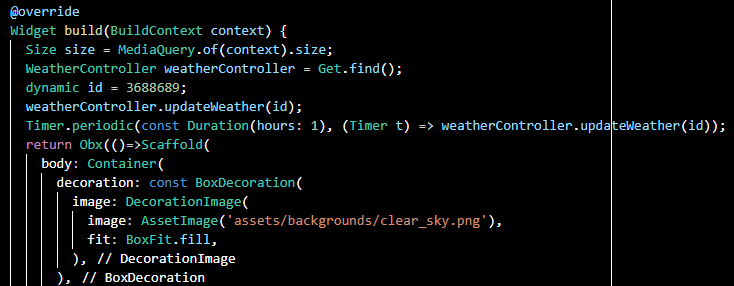 @override
Widget build(BuildContext context) {
Size size = MediaQuery.of(context).size;
WeatherController weatherController = Get.find();
dynamic id = 3688689;
weatherController.updateWeather(id);
Timer.periodic(const Duration(hours: 1), (Timer t) => weatherController.updateWeather(id));
return Obx(()=>Scaffold(
body: Container(
decoration: const BoxDecoration(
image: DecorationImage(
image: AssetImage('assets/backgrounds/clear_sky.png'),
fit: BoxFit.fill,
), // DecorationImage
), // BoxDecoration